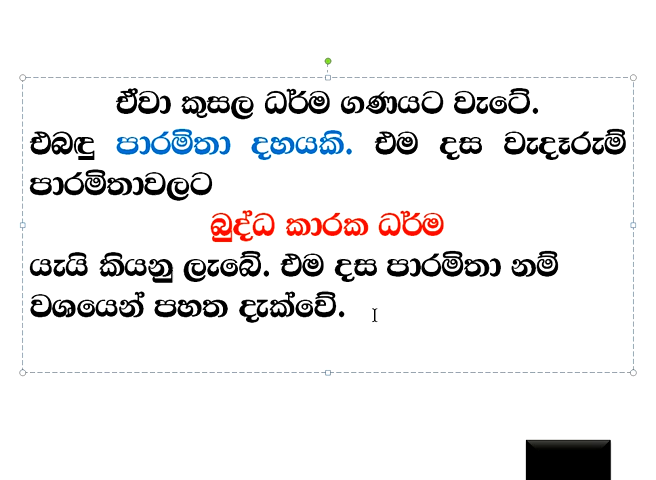 ඒවා කුසල ධර්ම ගණයට වැටේ.
එබඳු පාරමිතා දහයකි. එම දස වැදෑරුම්
පාරමිතාවලට
බුද්ධ කාරක ධර්ම
යැයි කියනු ලැබේ. එම දස පාරමිතා නම්
වශයෙන් පහත දැක්වේ.